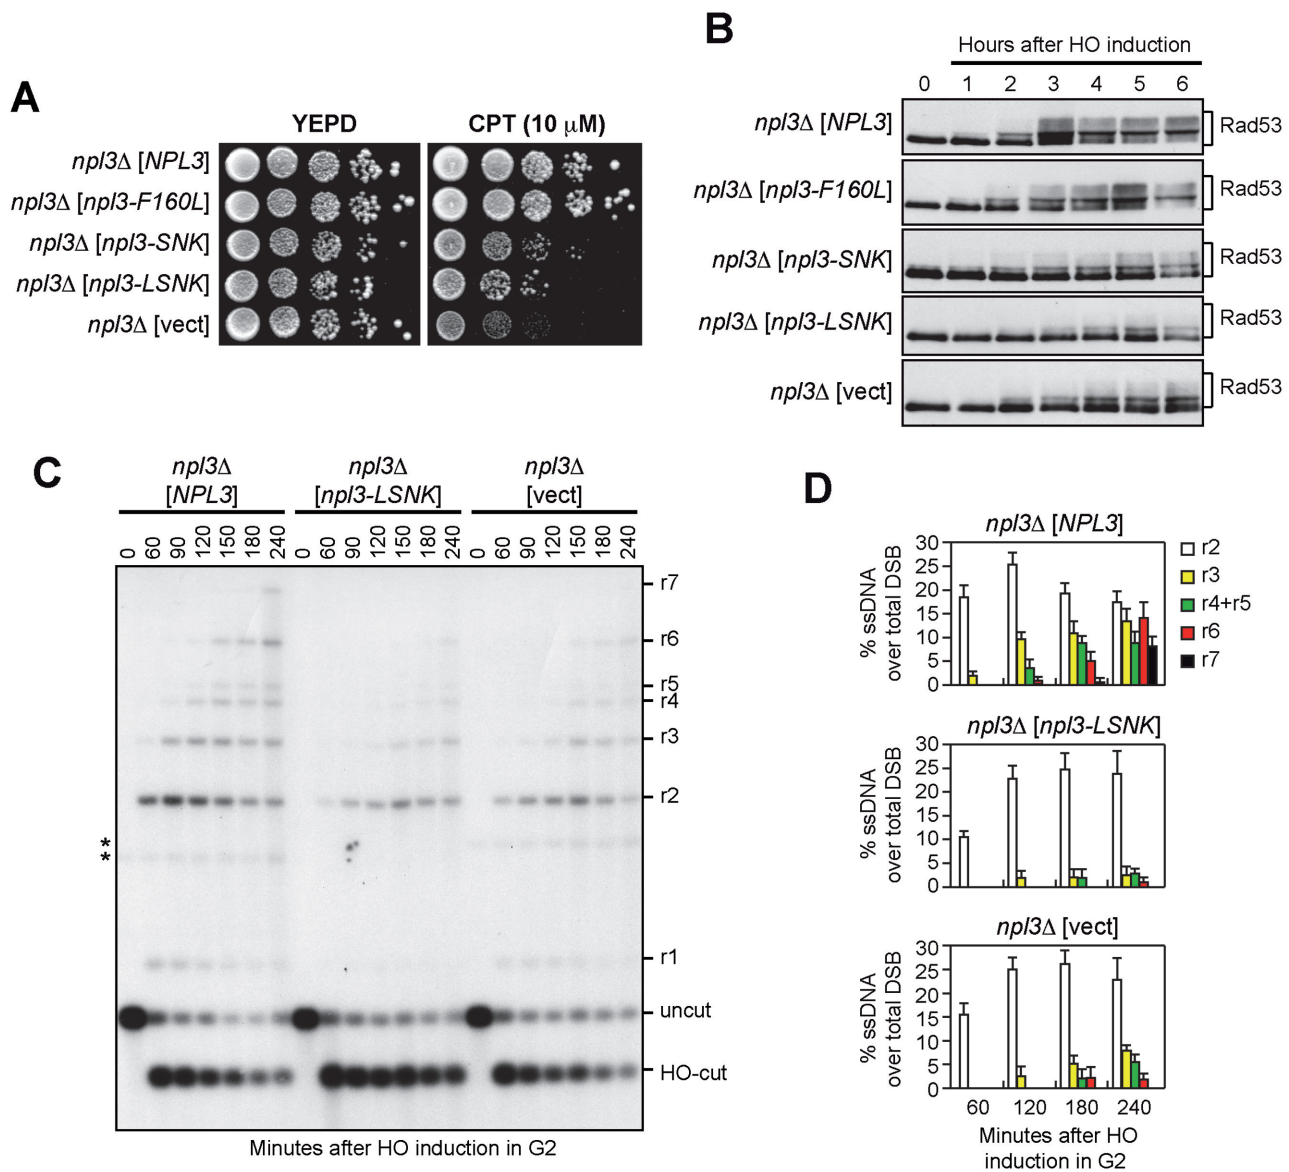 A
YEPD
CPT (10 μM)
npl3Δ [NPL3]
npl3Δ [npl3-F160L]
npl3Δ [npl3-SNK]
npl3Δ [npl3-LSNK]
npl3Δ [vect]
B
Hours after HO induction
0 1 2 3 4 5 6
npl3Δ [NPL3] Rad53
npl3Δ [npl3-F160L] Rad53
npl3Δ [npl3-SNK] Rad53
npl3Δ [npl3-LSNK] Rad53
npl3Δ [vect] Rad53
C
npl3Δ
[NPL3]
npl3Δ
[npl3-LSNK]
npl3Δ
[vect]
0 60 90 120 150 180 240 0 60 90 120 150 180 240 0 60 90 120 150 180 240
r7
r6
r5
r4
r3
r2
*
*
r1
uncut
HO-cut
Minutes after HO induction in G2
D
npl3Δ [NPL3]
% ssDNA
over total DSB
30
25
20
15
10
5
0
r2
r3
r4+r5
r6
r7
npl3Δ [npl3-LSNK]
% ssDNA
over total DSB
30
25
20
15
10
5
0
npl3Δ [vect]
% ssDNA
over total DSB
30
25
20
15
10
5
0
60 120 180 240
Minutes after HO
induction in G2